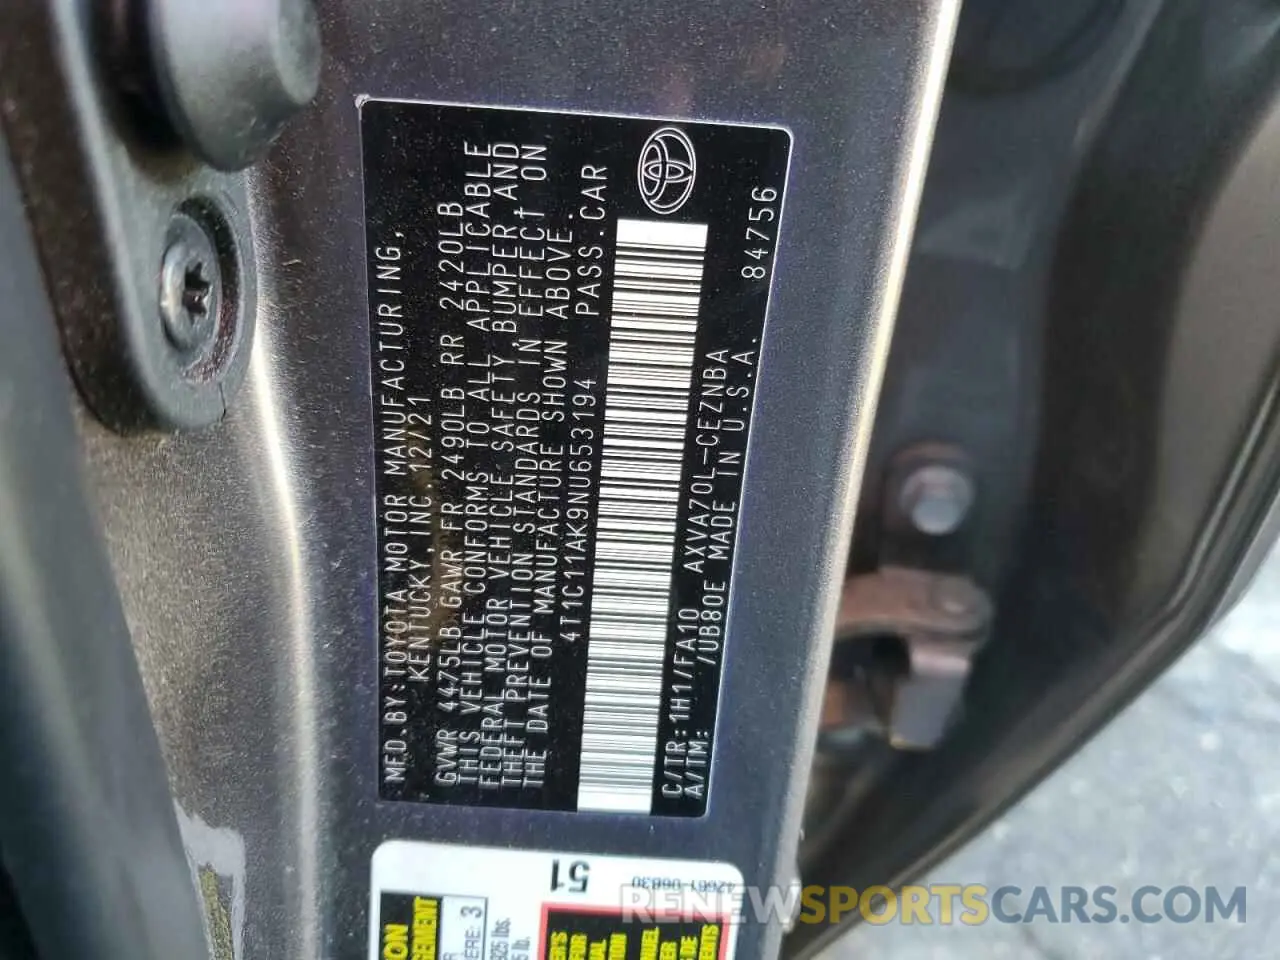 MFD.BY:TOYOTA MOTOR MANUFACTURING,
KENTUCKY, INC. 12/21
GVWR 4475LB GAWR FR 2490LB RR 2420LB
THIS VEHICLE CONFORMS TO ALL APPLICABLE
FEDERAL MOTOR VEHICLE SAFETY, BUMPER AND
THEFT PREVENTION STANDARDS IN EFFECT ON
THE DATE OF MANUFACTURE SHOWN ABOVE.
4T1C11AK9NU653194 PASS.CAR
C/TR:1H1/FA10 AXVA70L-CEZNBA
A/TM: /UB80E MADE IN U.S.A. 84756
51
RENEWSPORTSCARS.COM